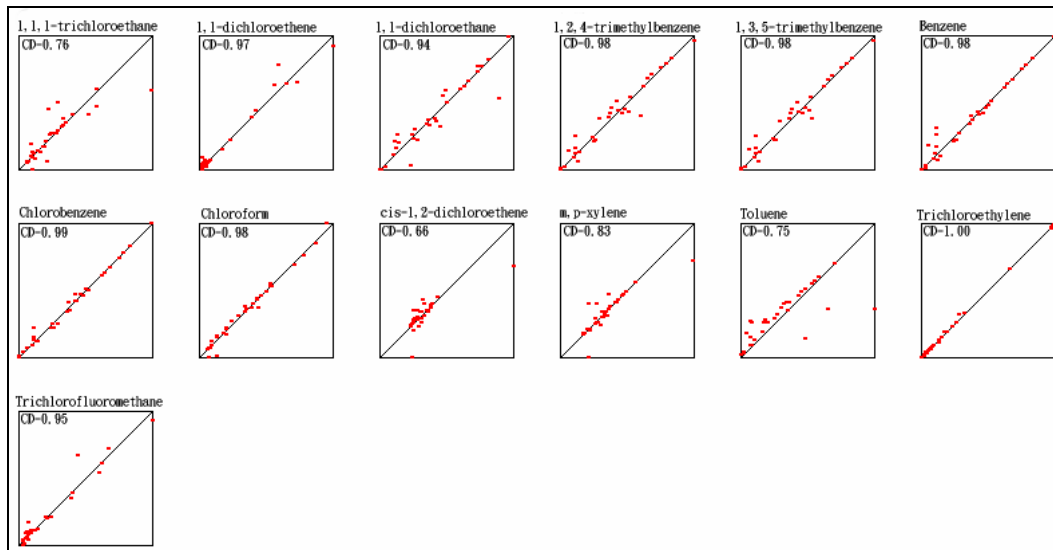 1,1,1-trichloroethane
CD-0.76
1,1-dichloroethene
CD-0.97
1,1-dichloroethane
CD-0.94
1,2,4-trimethylbenzene
CD-0.98
1,3,5-trimethylbenzene
CD-0.98
Benzene
CD-0.98
Chlorobenzene
CD-0.99
Chloroform
CD-0.98
cis-1,2-dichloroethene
CD-0.66
m,p-xylene
CD-0.83
Toluene
CD-0.75
Trichloroethylene
CD-1.00
Trichlorofluoromethane
CD-0.95